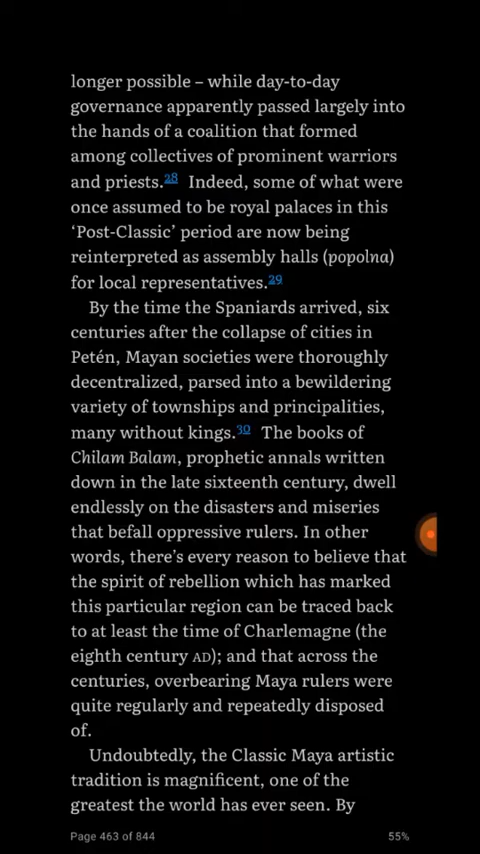 longer possible – while day-to-day
governance apparently passed largely into
the hands of a coalition that formed
among collectives of prominent warriors
and priests.28 Indeed, some of what were
once assumed to be royal palaces in this
‘Post-Classic’ period are now being
reinterpreted as assembly halls (popolna)
for local representatives.29
By the time the Spaniards arrived, six
centuries after the collapse of cities in
Petén, Mayan societies were thoroughly
decentralized, parsed into a bewildering
variety of townships and principalities,
many without kings.30 The books of
Chilam Balam, prophetic annals written
down in the late sixteenth century, dwell
endlessly on the disasters and miseries
that befall oppressive rulers. In other
words, there’s every reason to believe that
the spirit of rebellion which has marked
this particular region can be traced back
to at least the time of Charlemagne (the
eighth century AD); and that across the
centuries, overbearing Maya rulers were
quite regularly and repeatedly disposed
of.
Undoubtedly, the Classic Maya artistic
tradition is magnificent, one of the
greatest the world has ever seen. By
Page 463 of 844 55%